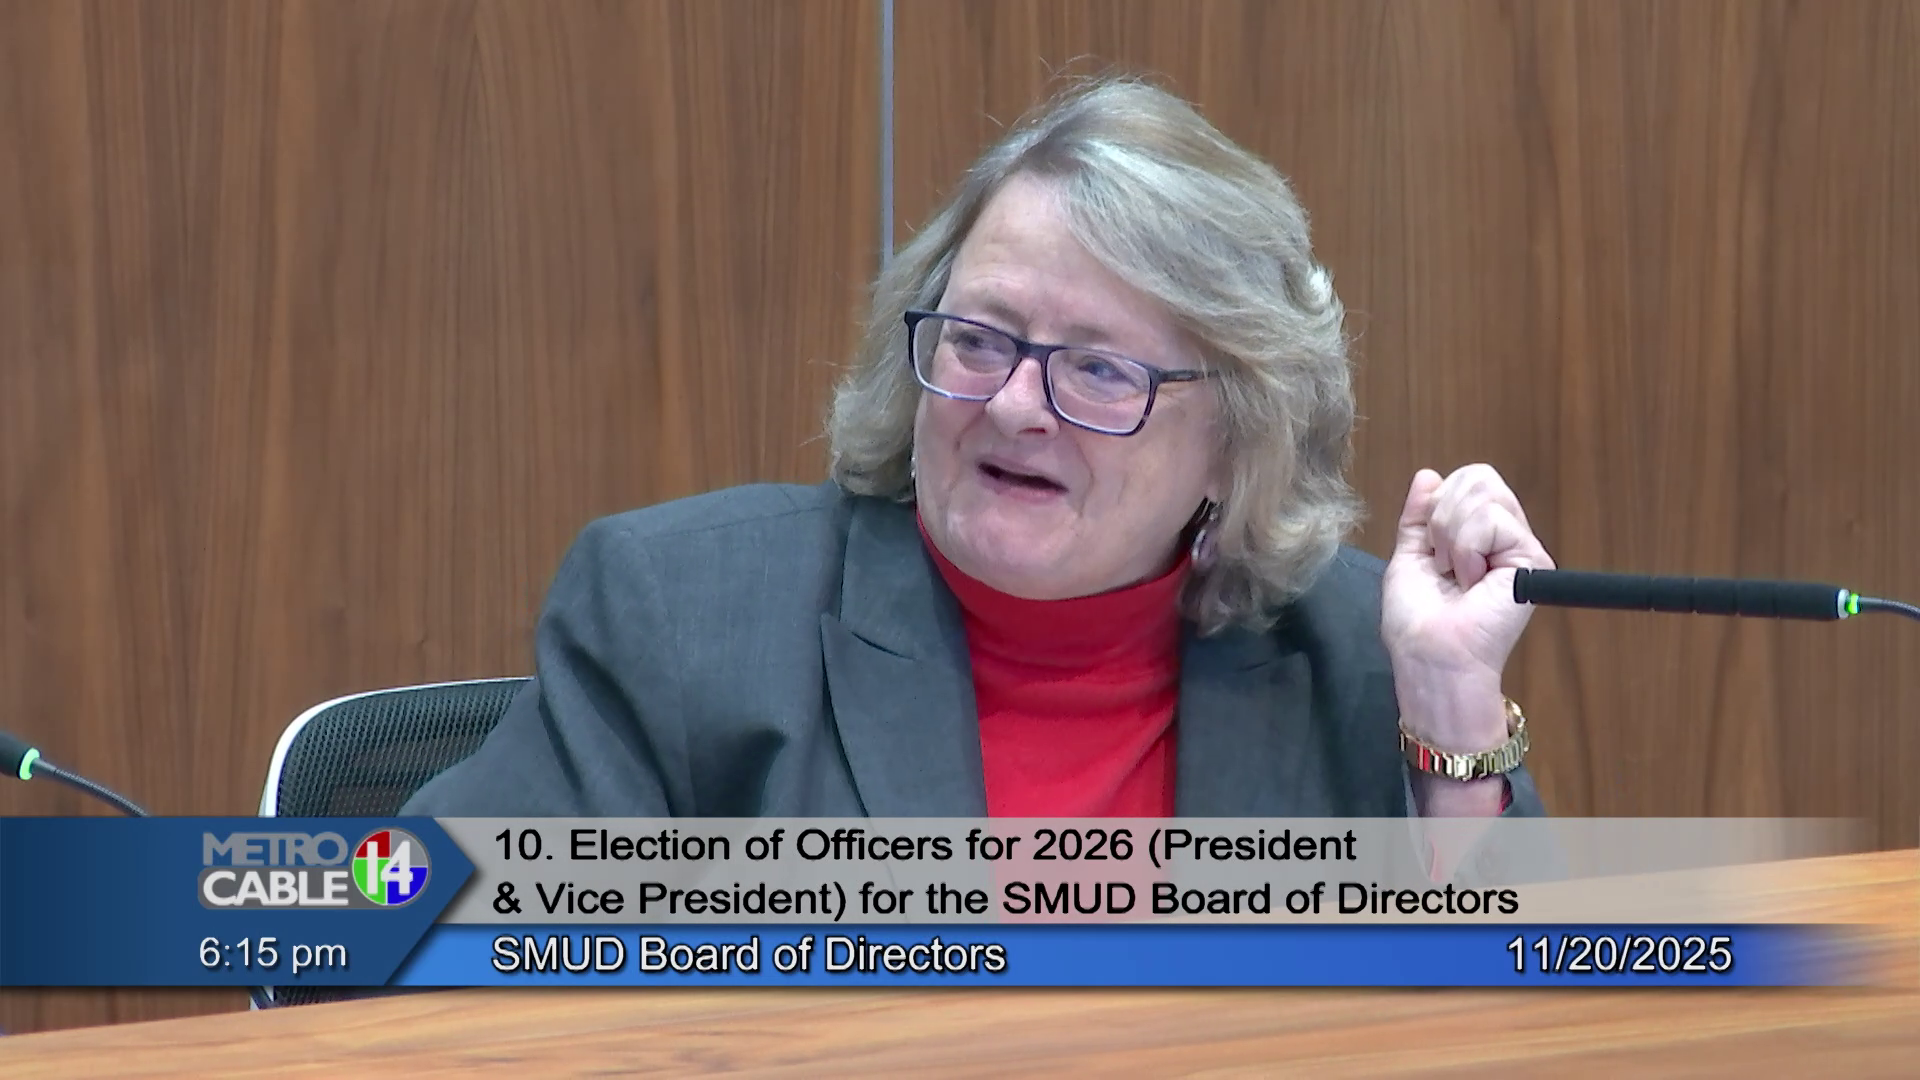 METRO
CABLE 14
10. Election of Officers for 2026 (President
& Vice President) for the SMUD Board of Directors
6:15 pm
SMUD Board of Directors
11/20/2025